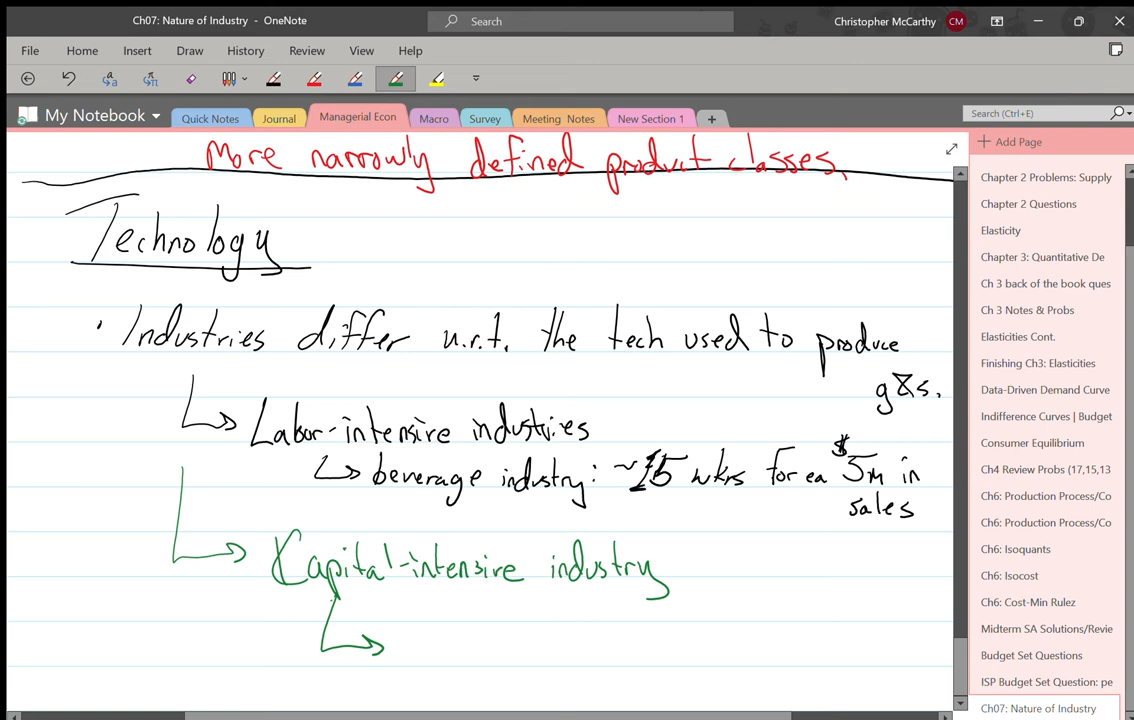 Ch07: Nature of Industry - OneNote
Search
Christopher McCarthy
CM
File Home Insert Draw History Review View Help
My Notebook
Quick Notes
Journal
Managerial Econ
Macro
Survey
Meeting Notes
New Section 1
Search (Ctrl+E)
More narrowly defined product classes.
Add Page
Technology
• Industries differ w.r.t. the tech used to produce
g&s.
Labor-intensive industries
beverage industry: ~15 wkrs for ea $5m in
sales
Capital-intensive industry
Chapter 2 Problems: Supply
Chapter 2 Questions
Elasticity
Chapter 3: Quantitative De
Ch 3 back of the book ques
Ch 3 Notes & Probs
Elasticities Cont.
Finishing Ch3: Elasticities
Data-Driven Demand Curve
Indifference Curves | Budget
Consumer Equilibrium
Ch4 Review Probs (17,15,13
Ch6: Production Process/Co
Ch6: Production Process/Co
Ch6: Isoquants
Ch6: Isocost
Ch6: Cost-Min Rulez
Midterm SA Solutions/Revie
Budget Set Questions
ISP Budget Set Question: pe
Ch07: Nature of Industry